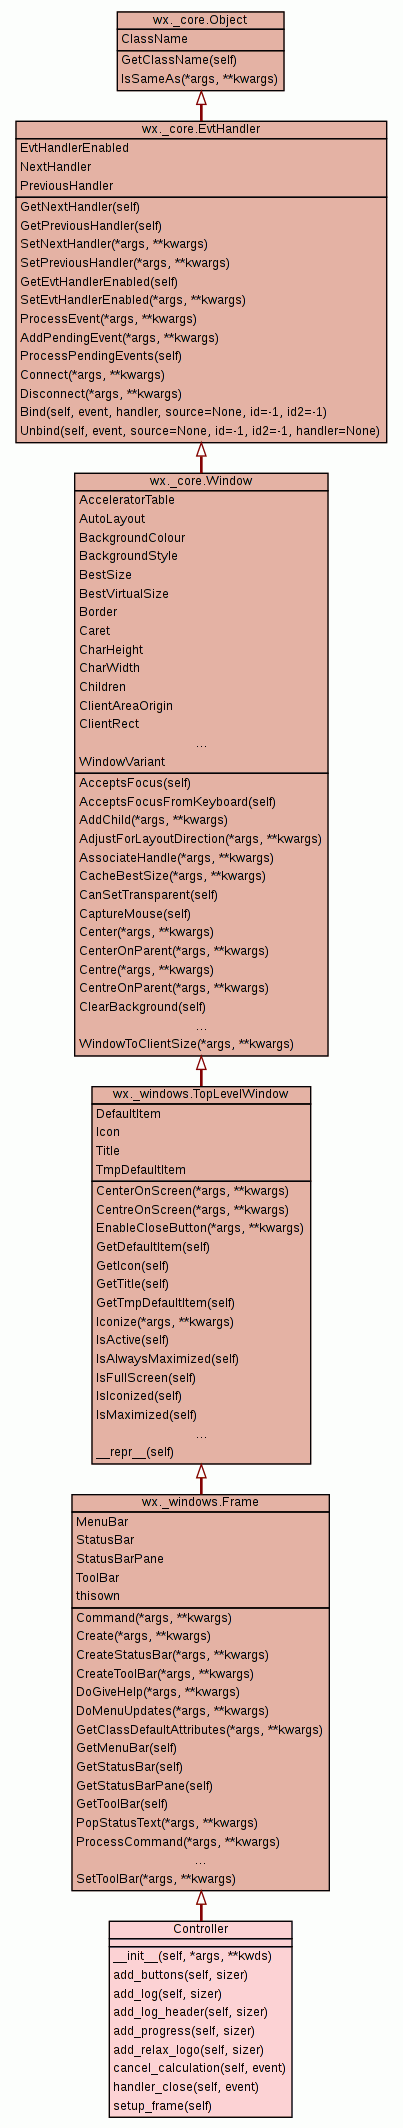 wx._core.Object
ClassName
GetClassName(self)
IsSameAs(*args, **kwargs)
wx._core.EvtHandler
EvtHandlerEnabled
NextHandler
PreviousHandler
GetNextHandler(self)
GetPreviousHandler(self)
SetNextHandler(*args, **kwargs)
SetPreviousHandler(*args, **kwargs)
GetEvtHandlerEnabled(self)
SetEvtHandlerEnabled(*args, **kwargs)
ProcessEvent(*args, **kwargs)
AddPendingEvent(*args, **kwargs)
ProcessPendingEvents(self)
Connect(*args, **kwargs)
Disconnect(*args, **kwargs)
Bind(self, event, handler, source=None, id=-1, id2=-1)
Unbind(self, event, source=None, id=-1, id2=-1, handler=None)
wx._core.Window
AcceleratorTable
AutoLayout
BackgroundColour
BackgroundStyle
BestSize
BestVirtualSize
Border
Caret
CharHeight
CharWidth
Children
ClientAreaOrigin
ClientRect
...
WindowVariant
AcceptsFocus(self)
AcceptsFocusFromKeyboard(self)
AddChild(*args, **kwargs)
AdjustForLayoutDirection(*args, **kwargs)
AssociateHandle(*args, **kwargs)
CacheBestSize(*args, **kwargs)
CanSetTransparent(self)
CaptureMouse(self)
Center(*args, **kwargs)
CenterOnParent(*args, **kwargs)
Centre(*args, **kwargs)
CentreOnParent(*args, **kwargs)
ClearBackground(self)
...
WindowToClientSize(*args, **kwargs)
wx._windows.TopLevelWindow
DefaultItem
Icon
Title
TmpDefaultItem
CenterOnScreen(*args, **kwargs)
CentreOnScreen(*args, **kwargs)
EnableCloseButton(*args, **kwargs)
GetDefaultItem(self)
GetIcon(self)
GetTitle(self)
GetTmpDefaultItem(self)
Iconize(*args, **kwargs)
IsActive(self)
IsAlwaysMaximized(self)
IsFullScreen(self)
IsIconized(self)
IsMaximized(self)
...
__repr__(self)
wx._windows.Frame
MenuBar
StatusBar
StatusBarPane
ToolBar
thisown
Command(*args, **kwargs)
Create(*args, **kwargs)
CreateStatusBar(*args, **kwargs)
CreateToolBar(*args, **kwargs)
DoGiveHelp(*args, **kwargs)
DoMenuUpdates(*args, **kwargs)
GetClassDefaultAttributes(*args, **kwargs)
GetMenuBar(self)
GetStatusBar(self)
GetStatusBarPane(self)
GetToolBar(self)
PopStatusText(*args, **kwargs)
ProcessCommand(*args, **kwargs)
...
SetToolBar(*args, **kwargs)
Controller
__init__(self, *args, **kwds)
add_buttons(self, sizer)
add_log(self, sizer)
add_log_header(self, sizer)
add_progress(self, sizer)
add_relax_logo(self, sizer)
cancel_calculation(self, event)
handler_close(self, event)
setup_frame(self)